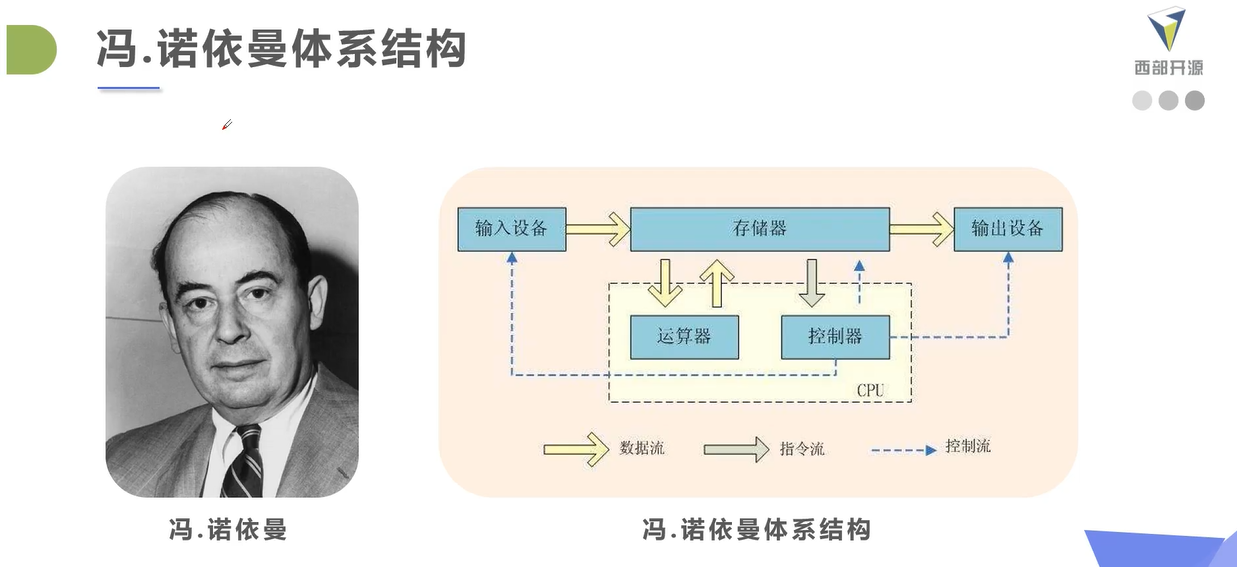 冯.诺依曼体系结构
西部开源
输入设备
存储器
输出设备
运算器
控制器
CPU
数据流
指令流
控制流
冯.诺依曼
冯.诺依曼体系结构